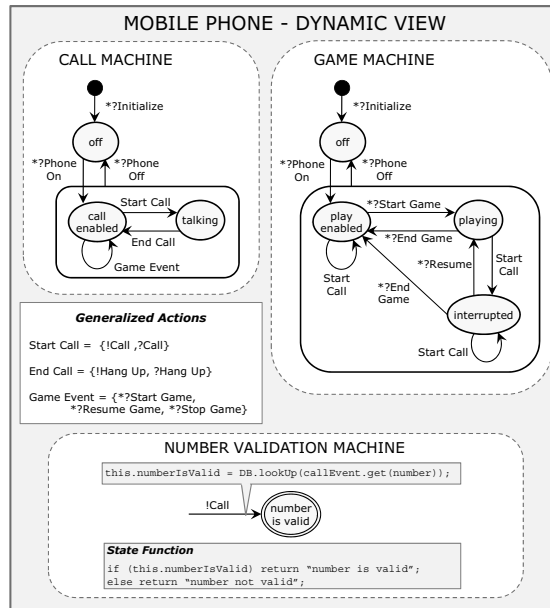 MOBILE PHONE - DYNAMIC VIEW
CALL MACHINE
*?Initialize
off
*?Phone
On
*?Phone
Off
call
enabled
Start Call
talking
End Call
Game Event
GAME MACHINE
*?Initialize
off
*?Phone
On
*?Phone
Off
play
enabled
*?Start Game
playing
*?End Game
Start
Call
*?Resume
Start
Call
*?End
Game
interrupted
Start Call
Generalized Actions
Start Call = {!Call ,?Call}
End Call = {!Hang Up, ?Hang Up}
Game Event = {*?Start Game,
*?Resume Game, *?Stop Game}
NUMBER VALIDATION MACHINE
this.numberIsValid = DB.lookUp(callEvent.get(number));
!Call
number
is valid
State Function
if (this.numberIsValid) return “number is valid”;
else return “number not valid”;